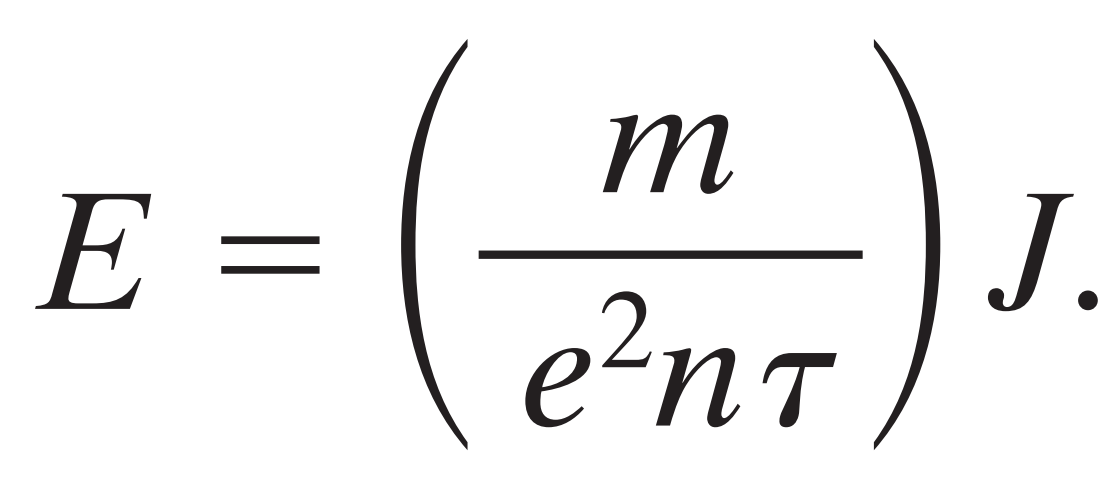 E = (m / e²nτ) J.